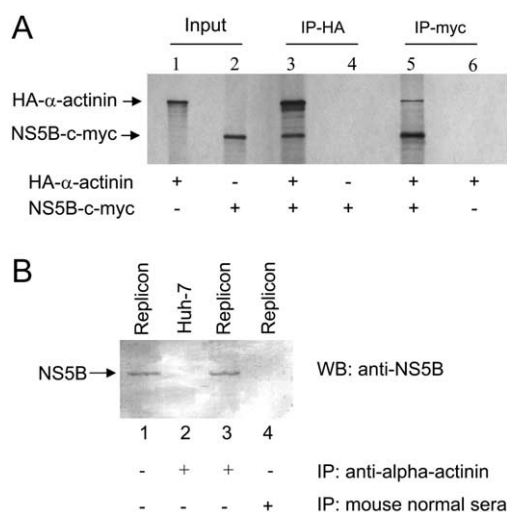 A
Input IP-HA IP-myc
1 2 3 4 5 6
HA-α-actinin
NS5B-c-myc
HA-α-actinin + - + - + +
NS5B-c-myc - + + + + -
B
Replicon Huh-7 Replicon Replicon
NS5B WB: anti-NS5B
1 2 3 4
- + + - IP: anti-alpha-actinin
- - - + IP: mouse normal sera